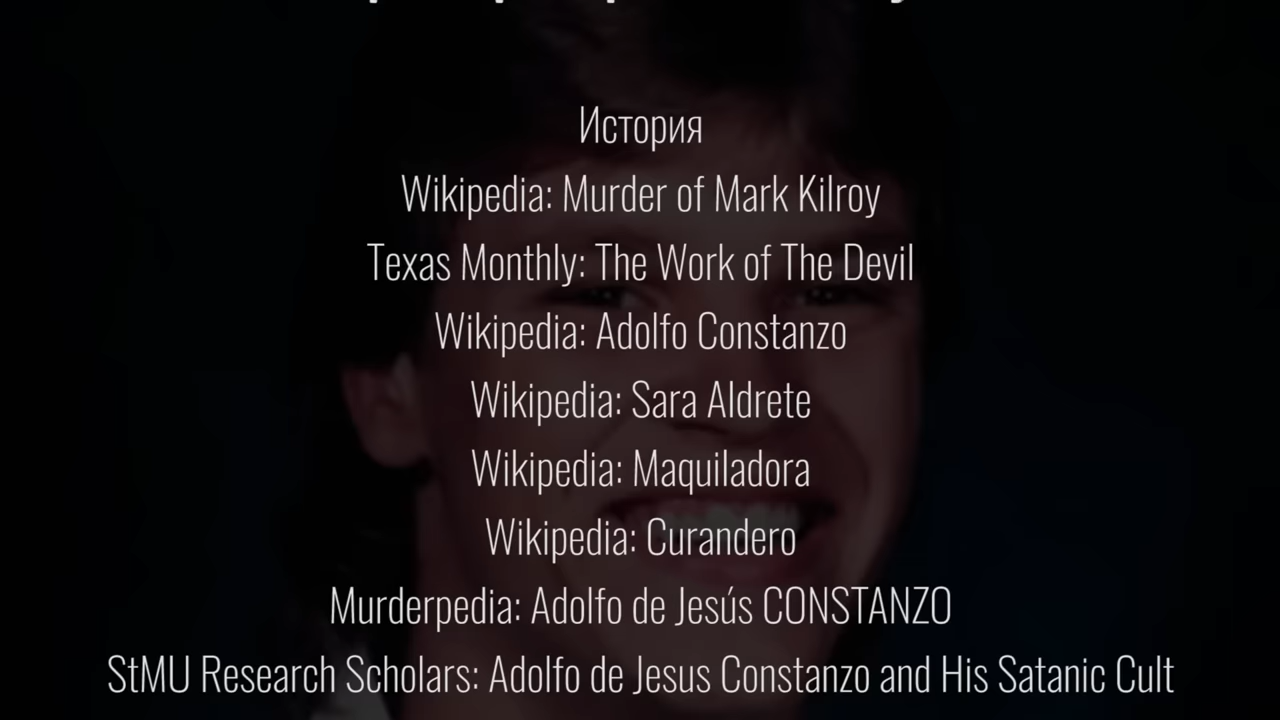 История
Wikipedia: Murder of Mark Kilroy
Texas Monthly: The Work of The Devil
Wikipedia: Adolfo Constanzo
Wikipedia: Sara Aldrete
Wikipedia: Maquiladora
Wikipedia: Curandero
Murderpedia: Adolfo de Jesús CONSTANZO
StMU Research Scholars: Adolfo de Jesus Constanzo and His Satanic Cult